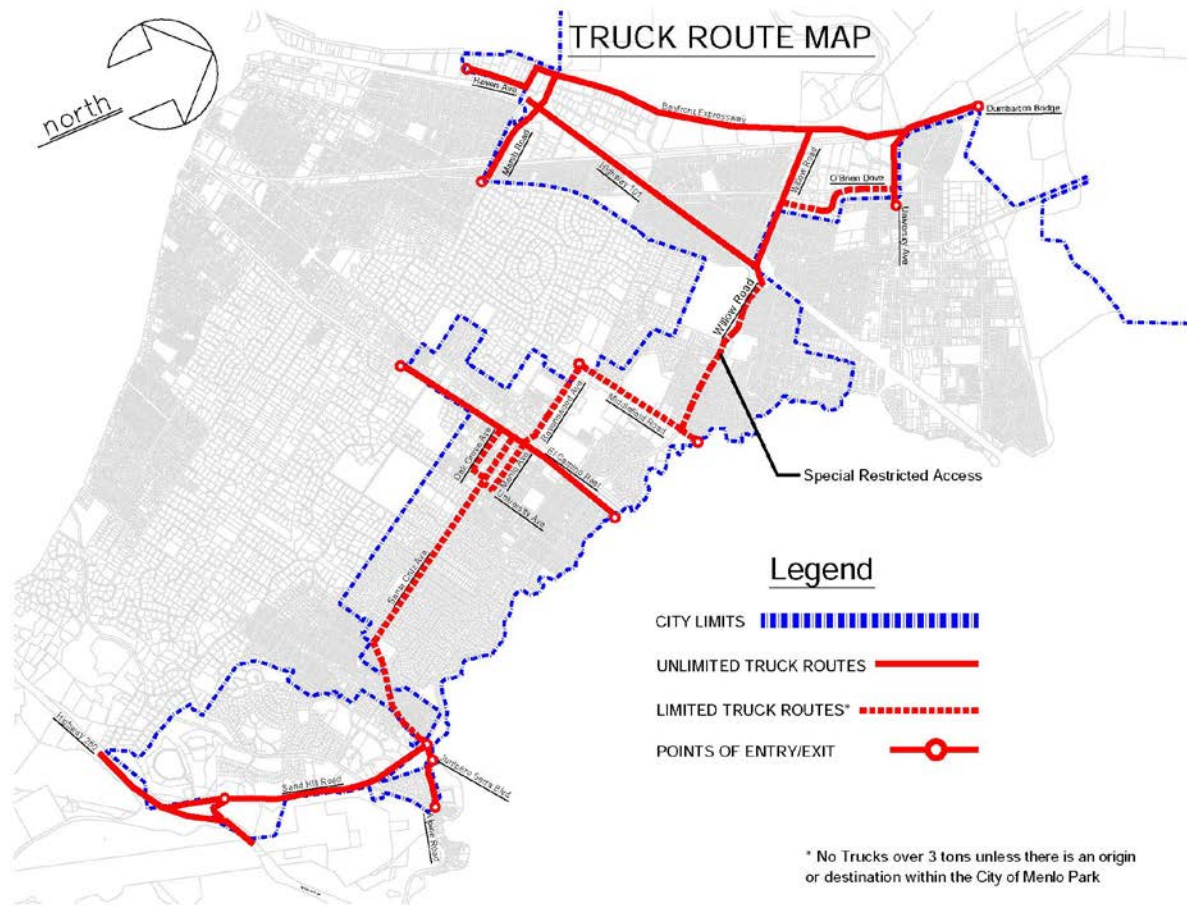 TRUCK ROUTE MAP
north
Haven Ave
Marsh Road
Bayfront Expressway
Dumbarton Bridge
Highway 101
Willow Road
O'Brien Drive
University Ave
Willow Road
Middlefield Road
Ravenswood Ave
Oak Grove Ave
Menlo Ave
El Camino Real
University Ave
Special Restricted Access
Santa Cruz Ave
Legend
CITY LIMITS
UNLIMITED TRUCK ROUTES
LIMITED TRUCK ROUTES*
POINTS OF ENTRY/EXIT
Highway 280
Sand Hill Road
Junipero Serra Blvd
Alpine Road
* No Trucks over 3 tons unless there is an origin
or destination within the City of Menlo Park